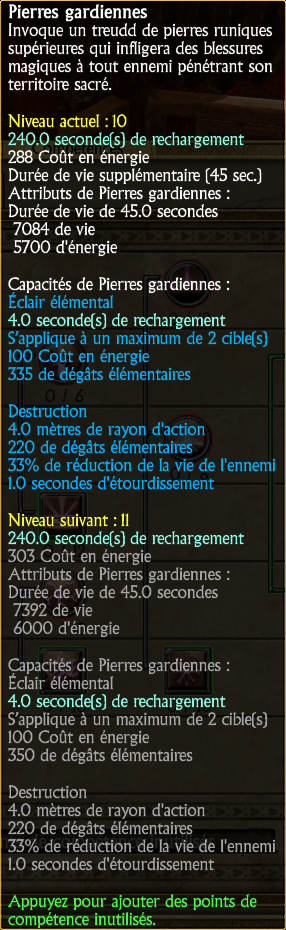 Pierres gardiennes
Invoque un treudd de pierres runiques
supérieures qui infligera des blessures
magiques à tout ennemi pénétrant son
territoire sacré.
Niveau actuel : 10
240.0 seconde(s) de rechargement
288 Coût en énergie
Durée de vie supplémentaire (45 sec.)
Attributs de Pierres gardiennes :
Durée de vie de 45.0 secondes
7084 de vie
5700 d'énergie
Capacités de Pierres gardiennes :
Éclair élémental
4.0 seconde(s) de rechargement
S'applique à un maximum de 2 cible(s)
100 Coût en énergie
335 de dégâts élémentaires
Destruction
4.0 mètres de rayon d'action
220 de dégâts élémentaires
33% de réduction de la vie de l'ennemi
1.0 secondes d'étourdissement
Niveau suivant : 11
240.0 seconde(s) de rechargement
303 Coût en énergie
Attributs de Pierres gardiennes :
Durée de vie de 45.0 secondes
7392 de vie
6000 d'énergie
Capacités de Pierres gardiennes :
Éclair élémental
4.0 seconde(s) de rechargement
S'applique à un maximum de 2 cible(s)
100 Coût en énergie
350 de dégâts élémentaires
Destruction
4.0 mètres de rayon d'action
220 de dégâts élémentaires
33% de réduction de la vie de l'ennemi
1.0 secondes d'étourdissement
Appuyez pour ajouter des points de
compétence inutilisés.